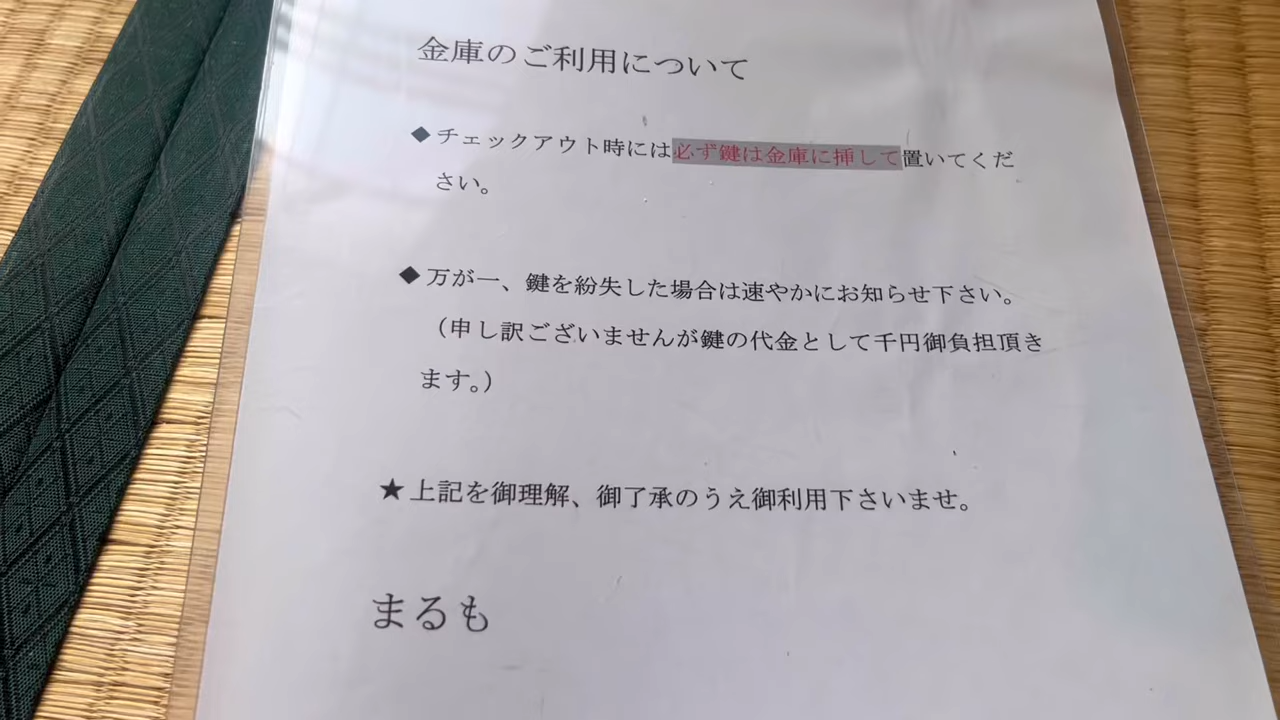 金庫のご利用について
◆チェックアウト時には必ず鍵は金庫に挿して置いてくだ
さい。
◆万が一、鍵を紛失した場合は速やかにお知らせ下さい。
（申し訳ございませんが鍵の代金として千円御負担頂き
ます。）
★上記を御理解、御了承のうえ御利用下さいませ。
まるも